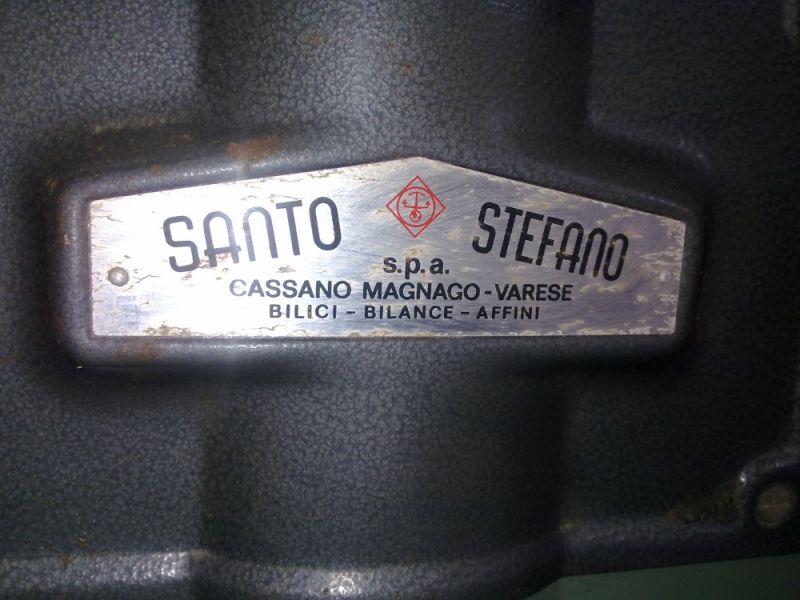 SANTO STEFANO
s.p.a.
CASSANO MAGNAGO-VARESE
BILICI - BILANCE - AFFINI